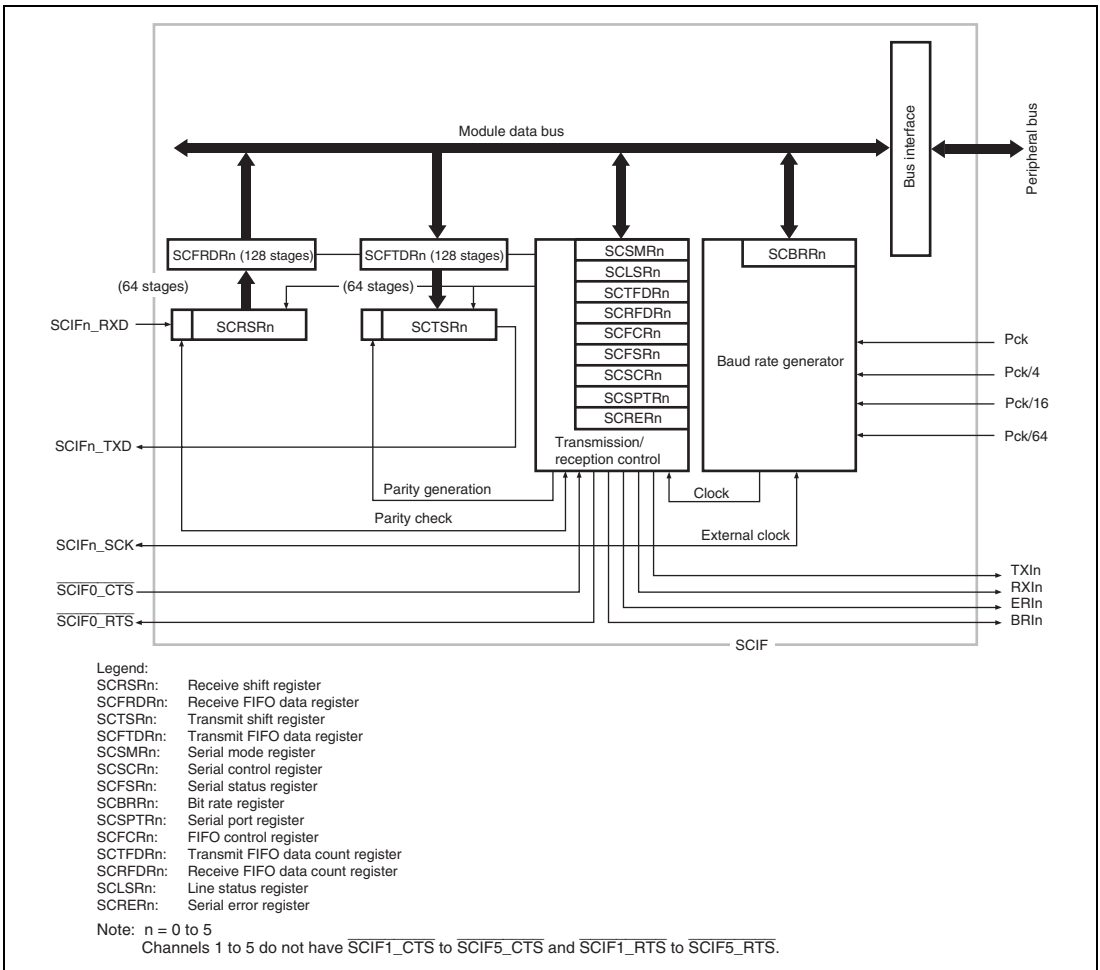 Module data bus
Bus interface
Peripheral bus
SCFRDRn (128 stages)
SCFTDRn (128 stages)
SCSMRn
SCBRRn
SCLSRn
(64 stages)
(64 stages)
SCTFDRn
SCRFDRn
SCIFn_RXD
SCRSRn
SCTSRn
SCFCRn
Pck
SCFSRn
Baud rate generator
SCSCRn
Pck/4
SCSPTRn
Pck/16
SCRERn
SCIFn_TXD
Transmission/
reception control
Pck/64
Parity generation
Clock
Parity check
External clock
SCIFn_SCK
TXIn
SCIF0_CTS
RXIn
ERIn
SCIF0_RTS
BRIn
SCIF
Legend:
SCRSRn: Receive shift register
SCFRDRn: Receive FIFO data register
SCTSRn: Transmit shift register
SCFTDRn: Transmit FIFO data register
SCSMRn: Serial mode register
SCSCRn: Serial control register
SCFSRn: Serial status register
SCBRRn: Bit rate register
SCSPTRn: Serial port register
SCFCRn: FIFO control register
SCTFDRn: Transmit FIFO data count register
SCRFDRn: Receive FIFO data count register
SCLSRn: Line status register
SCRERn: Serial error register
Note: n = 0 to 5
Channels 1 to 5 do not have SCIF1_CTS to SCIF5_CTS and SCIF1_RTS to SCIF5_RTS.